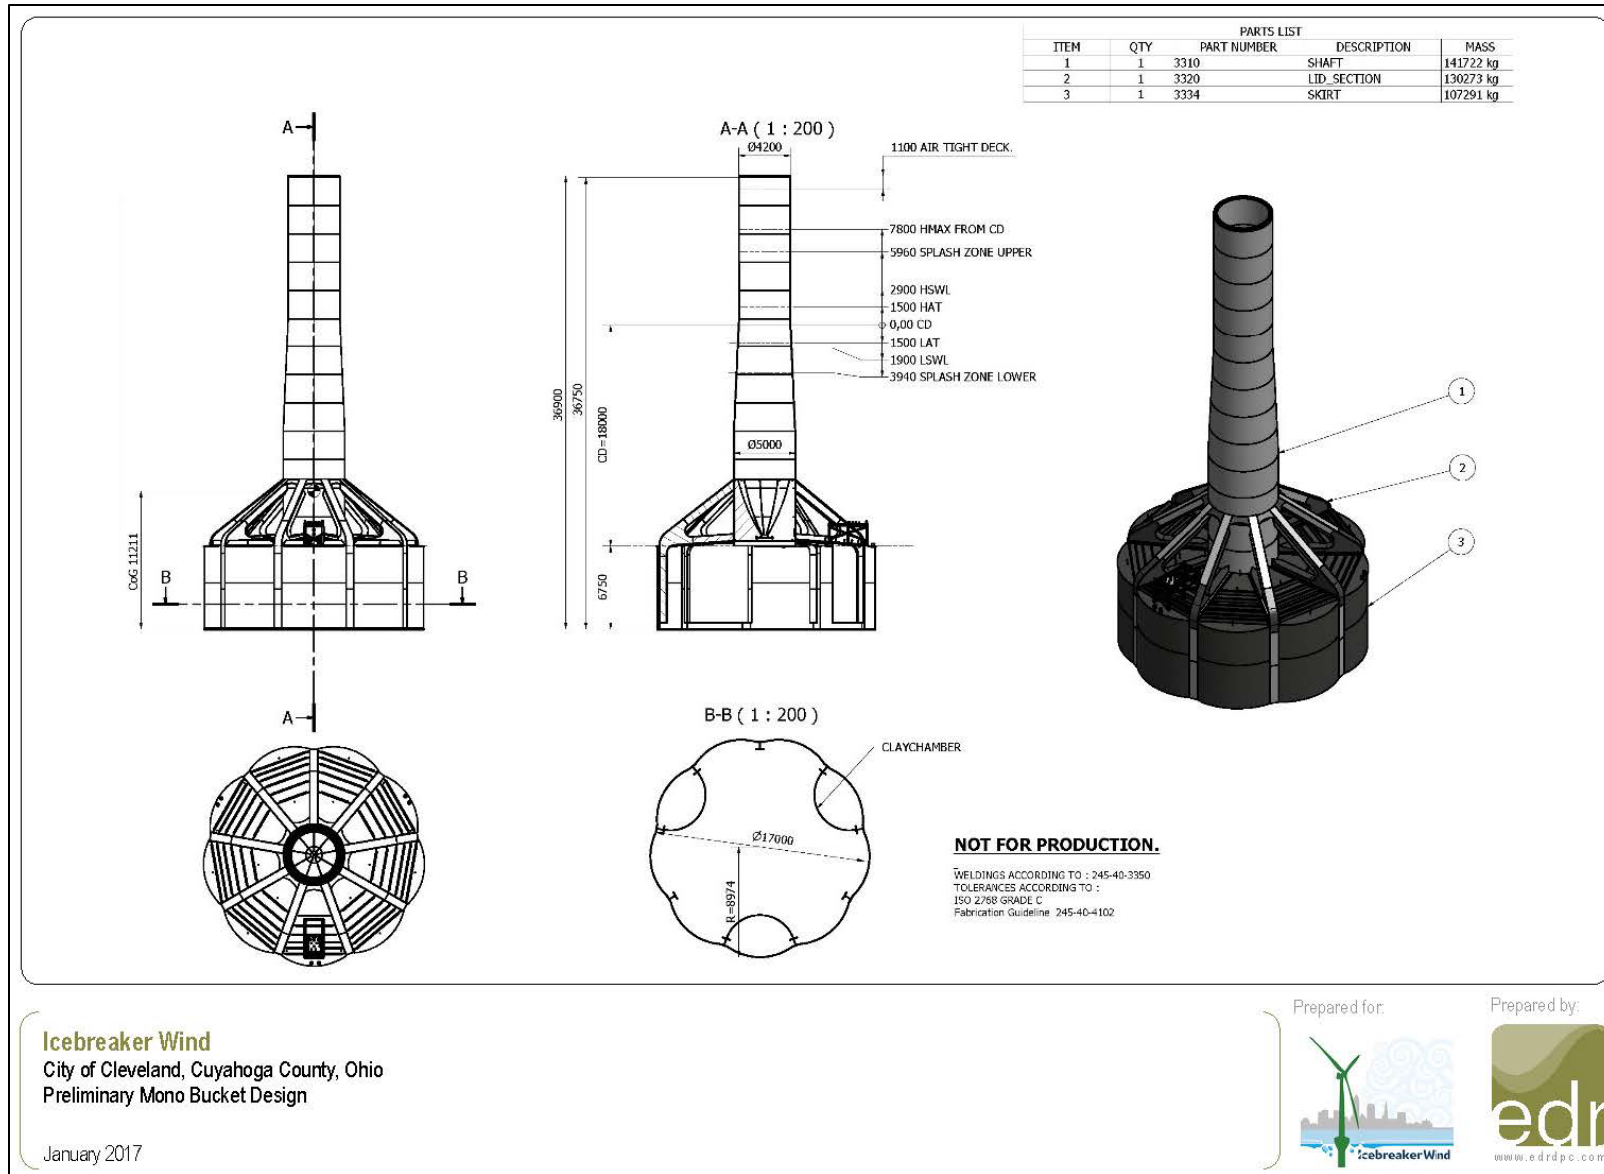 PARTS LIST
ITEM QTY PART NUMBER DESCRIPTION MASS
1 1 3310 SHAFT 141722 kg
2 1 3320 LID_SECTION 130273 kg
3 1 3334 SKIRT 107291 kg
A
A-A ( 1 : 200 )
Ø4200
1100 AIR TIGHT DECK.
7800 HMAX FROM CD
5960 SPLASH ZONE UPPER
2900 HSWL
1500 HAT
0,00 CD
1500 LAT
1900 LSWL
3940 SPLASH ZONE LOWER
36900
36750
CD=18000
Ø5000
6750
CoG 11211
B
B
1
2
3
A
B-B ( 1 : 200 )
CLAYCHAMBER
Ø17000
R=8974
NOT FOR PRODUCTION.
WELDINGS ACCORDING TO : 245-40-3350
TOLERANCES ACCORDING TO :
ISO 2768 GRADE C
Fabrication Guideline 245-40-4102
Icebreaker Wind
City of Cleveland, Cuyahoga County, Ohio
Preliminary Mono Bucket Design
January 2017
Prepared for:
Icebreaker Wind
Prepared by:
edr
www.edrdpc.com